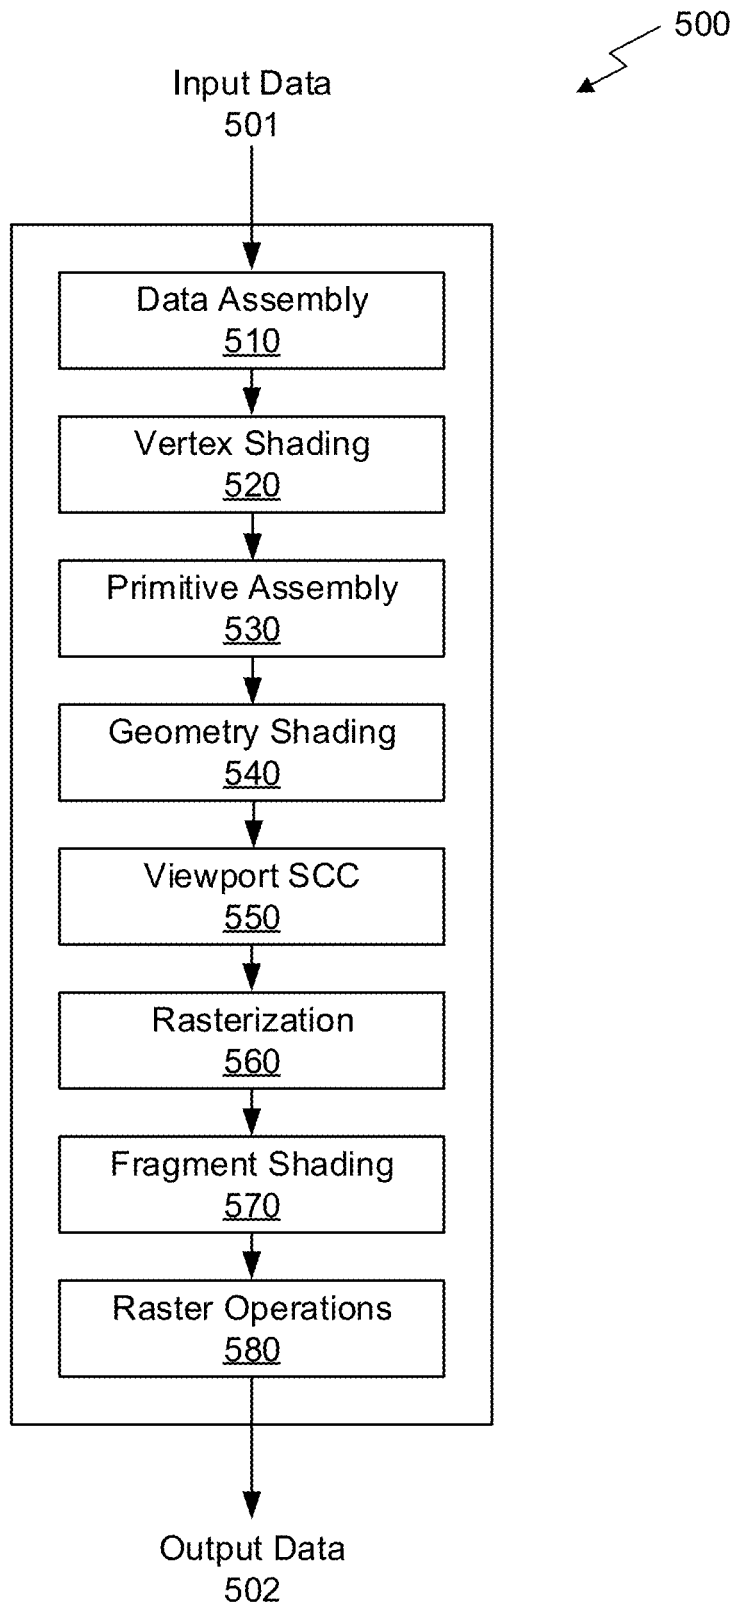 500
Input Data
501
Data Assembly
510
Vertex Shading
520
Primitive Assembly
530
Geometry Shading
540
Viewport SCC
550
Rasterization
560
Fragment Shading
570
Raster Operations
580
Output Data
502